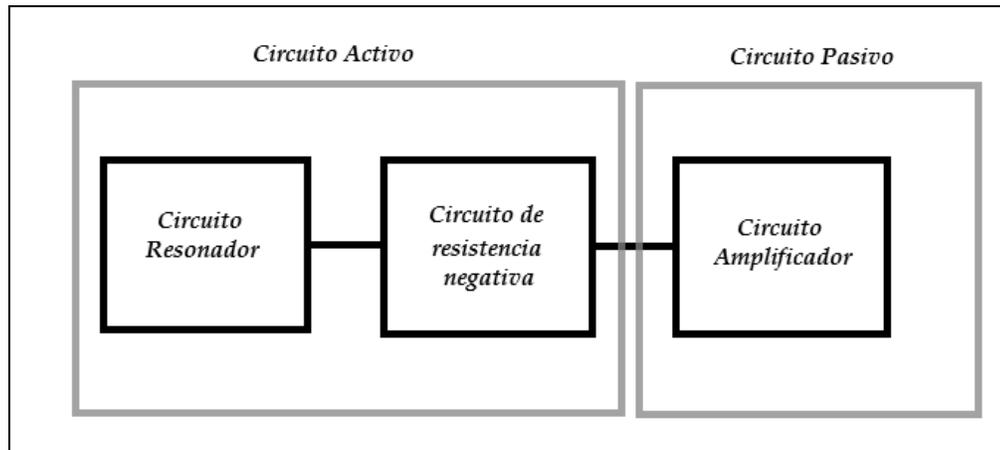 Circuito Activo
Circuito Pasivo
Circuito
Resonador
Circuito de
resistencia
negativa
Circuito
Amplificador